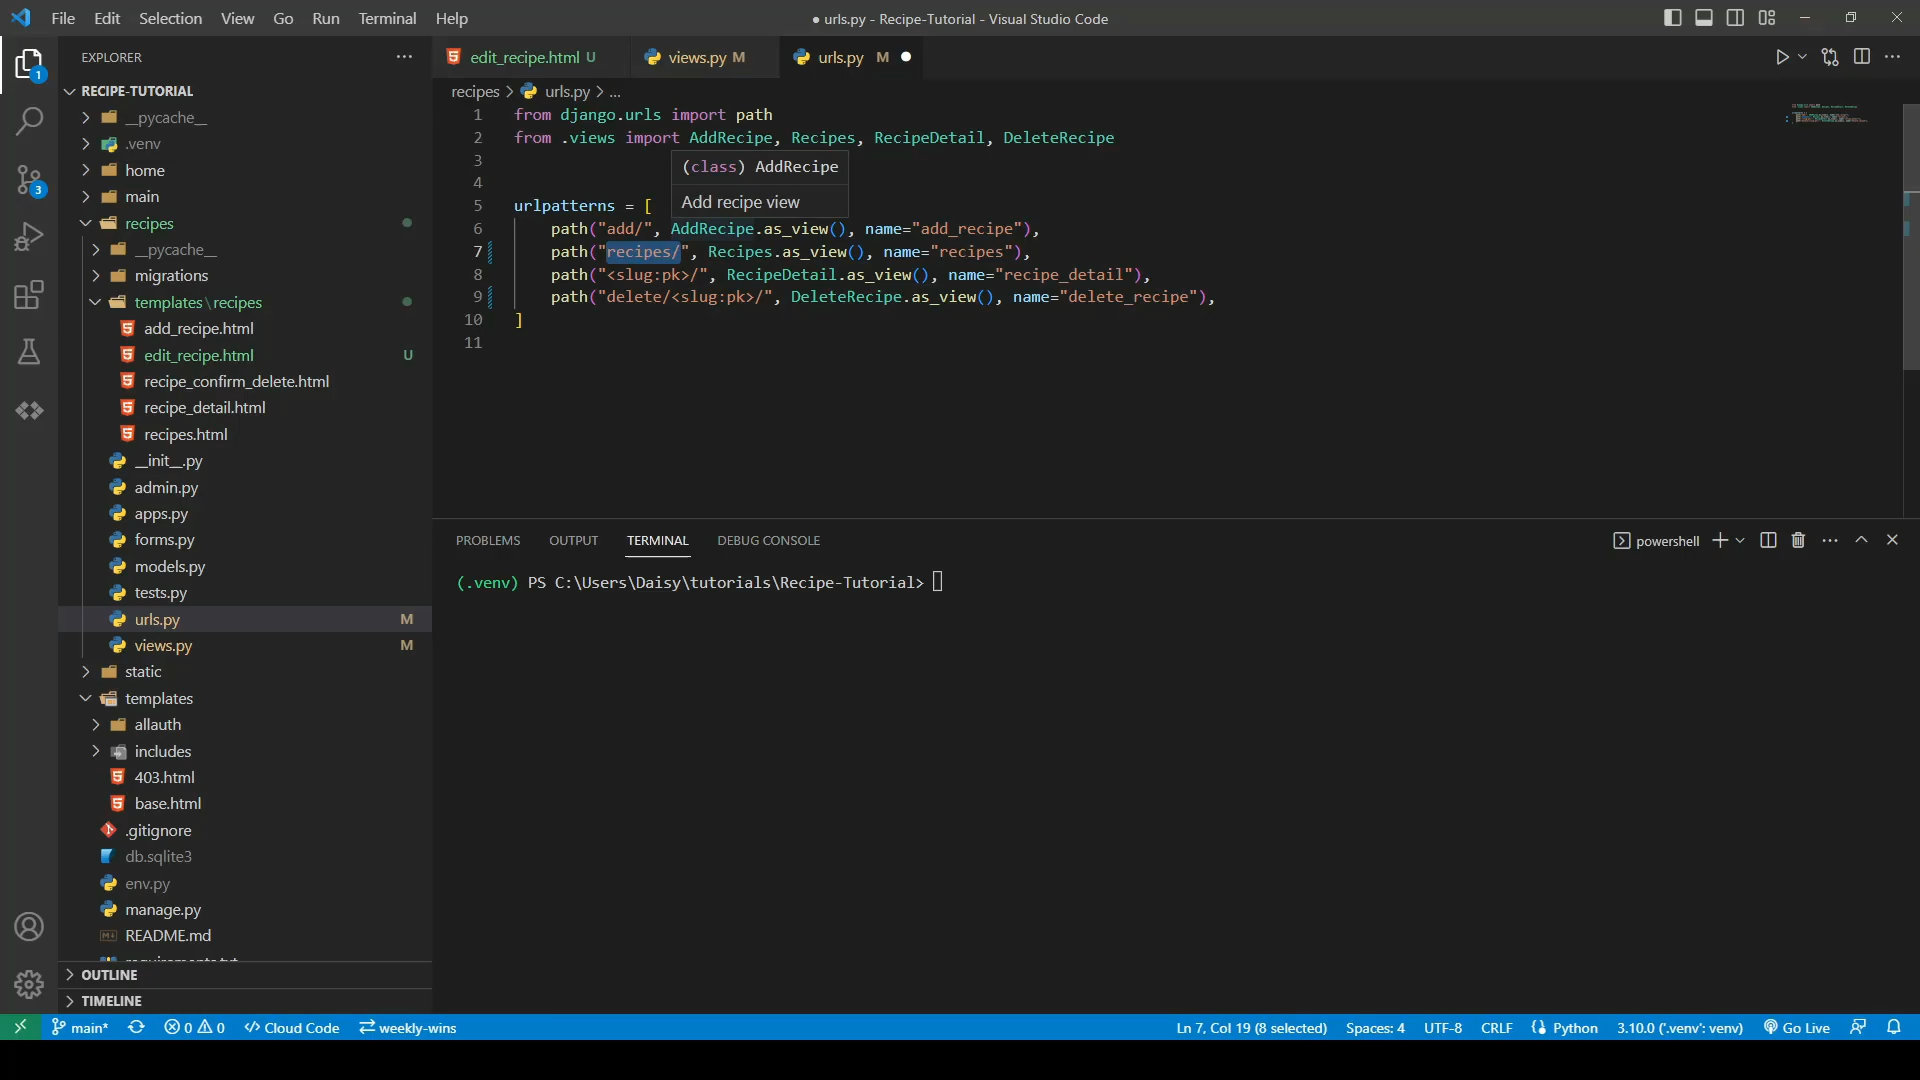 File Edit Selection View Go Run Terminal Help
● urls.py - Recipe-Tutorial - Visual Studio Code
EXPLORER
edit_recipe.html U
views.py M
urls.py M
1
recipes > urls.py > ...
RECIPE-TUTORIAL
__pycache__
.venv
home
main
recipes
__pycache__
migrations
templates\recipes
add_recipe.html
edit_recipe.html U
recipe_confirm_delete.html
recipe_detail.html
recipes.html
__init__.py
admin.py
apps.py
forms.py
models.py
tests.py
urls.py M
views.py M
static
templates
allauth
includes
403.html
base.html
.gitignore
db.sqlite3
env.py
manage.py
README.md
OUTLINE
TIMELINE
3
1 from django.urls import path
2 from .views import AddRecipe, Recipes, RecipeDetail, DeleteRecipe
3
4
(class) AddRecipe
Add recipe view
5 urlpatterns = [
6 path("add/", AddRecipe.as_view(), name="add_recipe"),
7 path("recipes/", Recipes.as_view(), name="recipes"),
8 path("<slug:pk>/", RecipeDetail.as_view(), name="recipe_detail"),
9 path("delete/<slug:pk>/", DeleteRecipe.as_view(), name="delete_recipe"),
10 ]
11
PROBLEMS OUTPUT TERMINAL DEBUG CONSOLE
powershell
(.venv) PS C:\Users\Daisy\tutorials\Recipe-Tutorial>
main* 0 0 Cloud Code weekly-wins
Ln 7, Col 19 (8 selected) Spaces: 4 UTF-8 CRLF Python 3.10.0 ('.venv': venv) Go Live